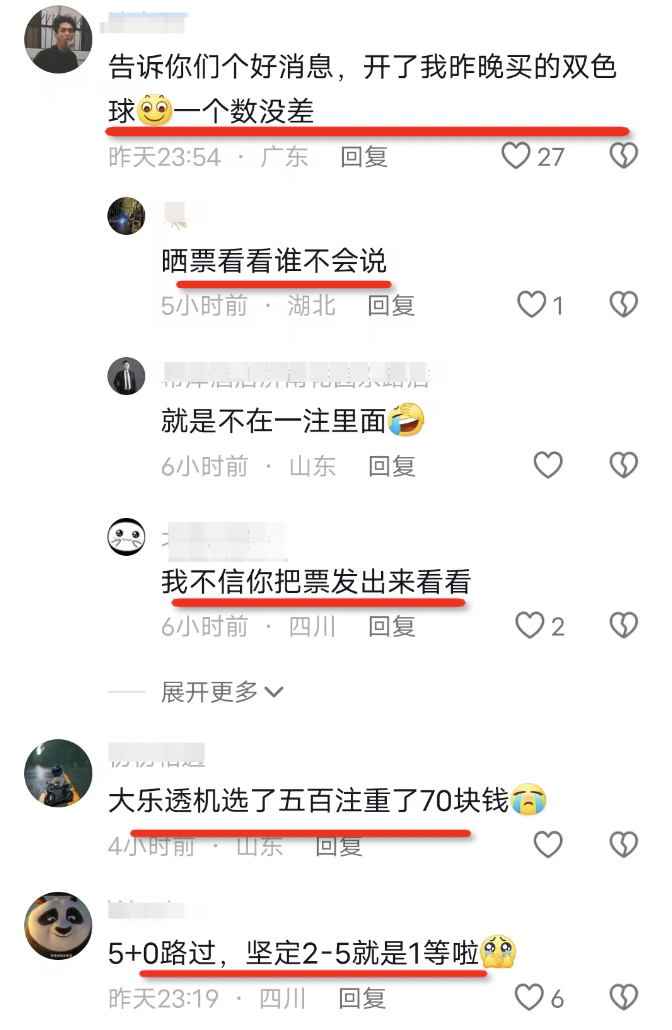 告诉你们个好消息，开了我昨晚买的双色
球一个数没差
昨天23:54 · 广东 回复 27
晒票看看谁不会说
5小时前 · 湖北 回复 1
就是不在一注里面
6小时前 · 山东 回复
我不信你把票发出来看看
6小时前 · 四川 回复 2
展开更多
大乐透机选了五百注重了70块钱
4小时前 · 山东 回复
5+0路过，坚定2-5就是1等啦
昨天23:19 · 四川 回复 6